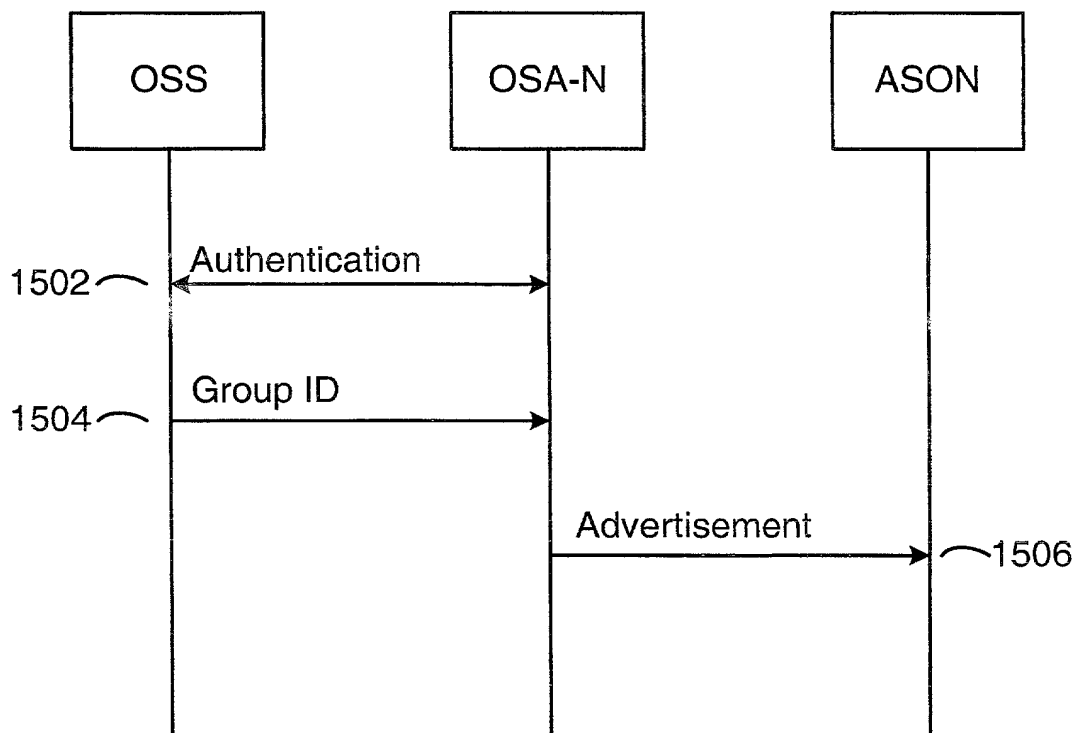 OSS
OSA-N
ASON
Authentication
1502
Group ID
1504
Advertisement
1506